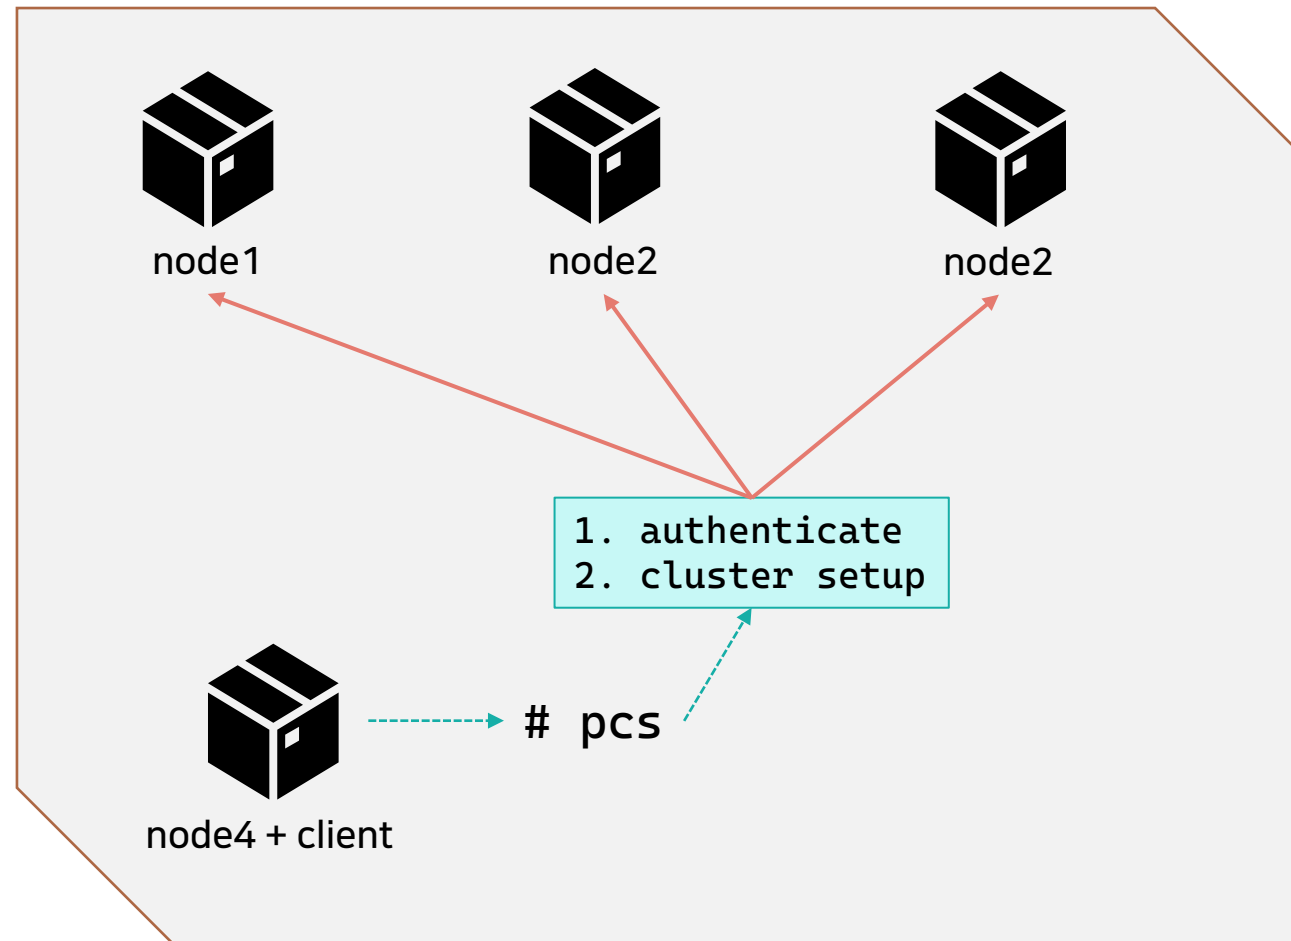 node1
node2
node2
1. authenticate
2. cluster setup
# pcs
node4 + client